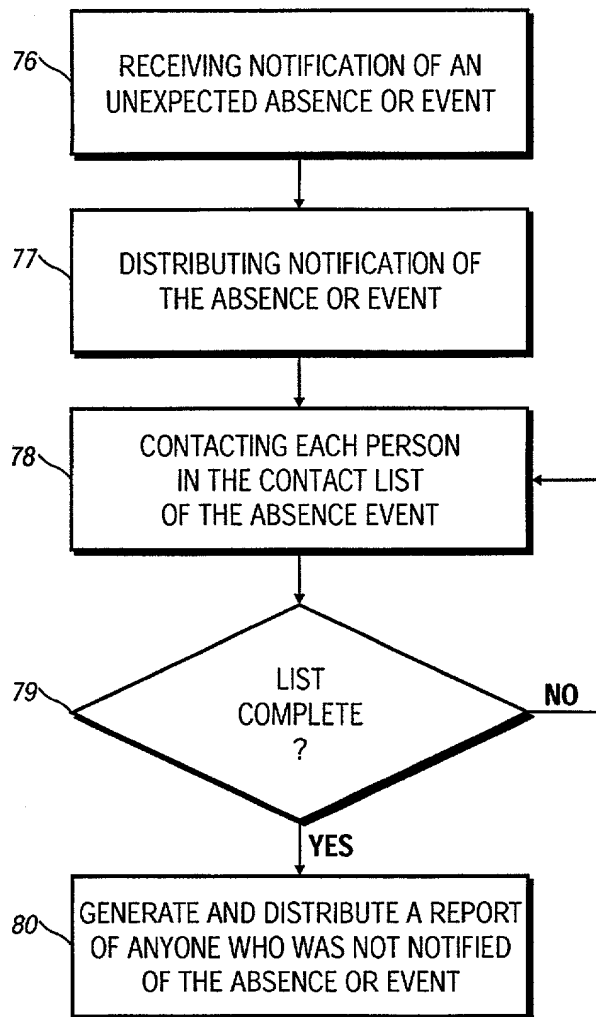 76
RECEIVING NOTIFICATION OF AN
UNEXPECTED ABSENCE OR EVENT
77
DISTRIBUTING NOTIFICATION OF
THE ABSENCE OR EVENT
78
CONTACTING EACH PERSON
IN THE CONTACT LIST
OF THE ABSENCE EVENT
79
LIST
COMPLETE
?
NO
YES
80
GENERATE AND DISTRIBUTE A REPORT
OF ANYONE WHO WAS NOT NOTIFIED
OF THE ABSENCE OR EVENT